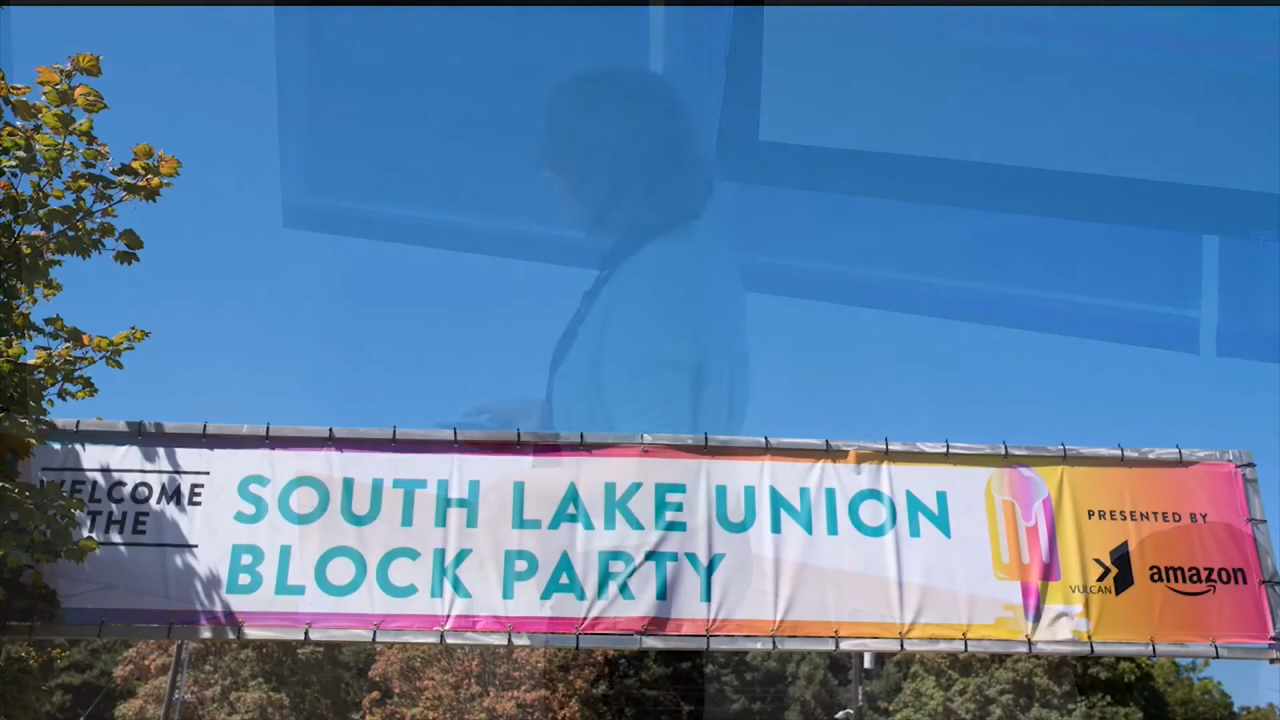 WELCOME
THE
SOUTH LAKE UNION
BLOCK PARTY
PRESENTED BY
VULCAN
amazon